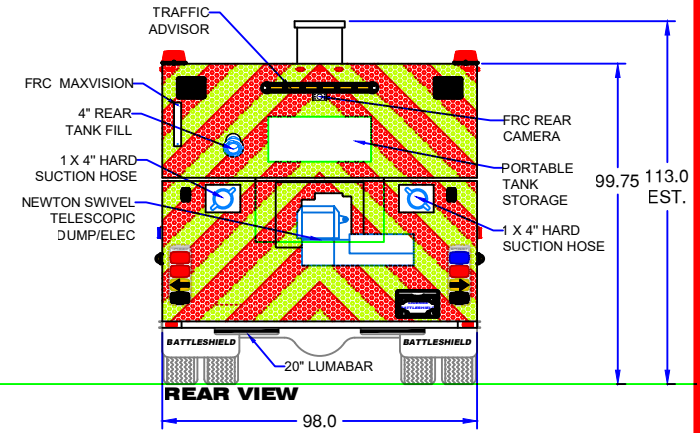 TRAFFIC
ADVISOR
FRC MAXVISION
4" REAR
TANK FILL
1 X 4" HARD
SUCTION HOSE
NEWTON SWIVEL
TELESCOPIC
DUMP/ELEC
FRC REAR
CAMERA
PORTABLE
TANK
STORAGE
1 X 4" HARD
SUCTION HOSE
99.75
113.0
EST.
BATTLESHIELD
BATTLESHIELD
BATTLESHIELD
20" LUMABAR
REAR VIEW
98.0